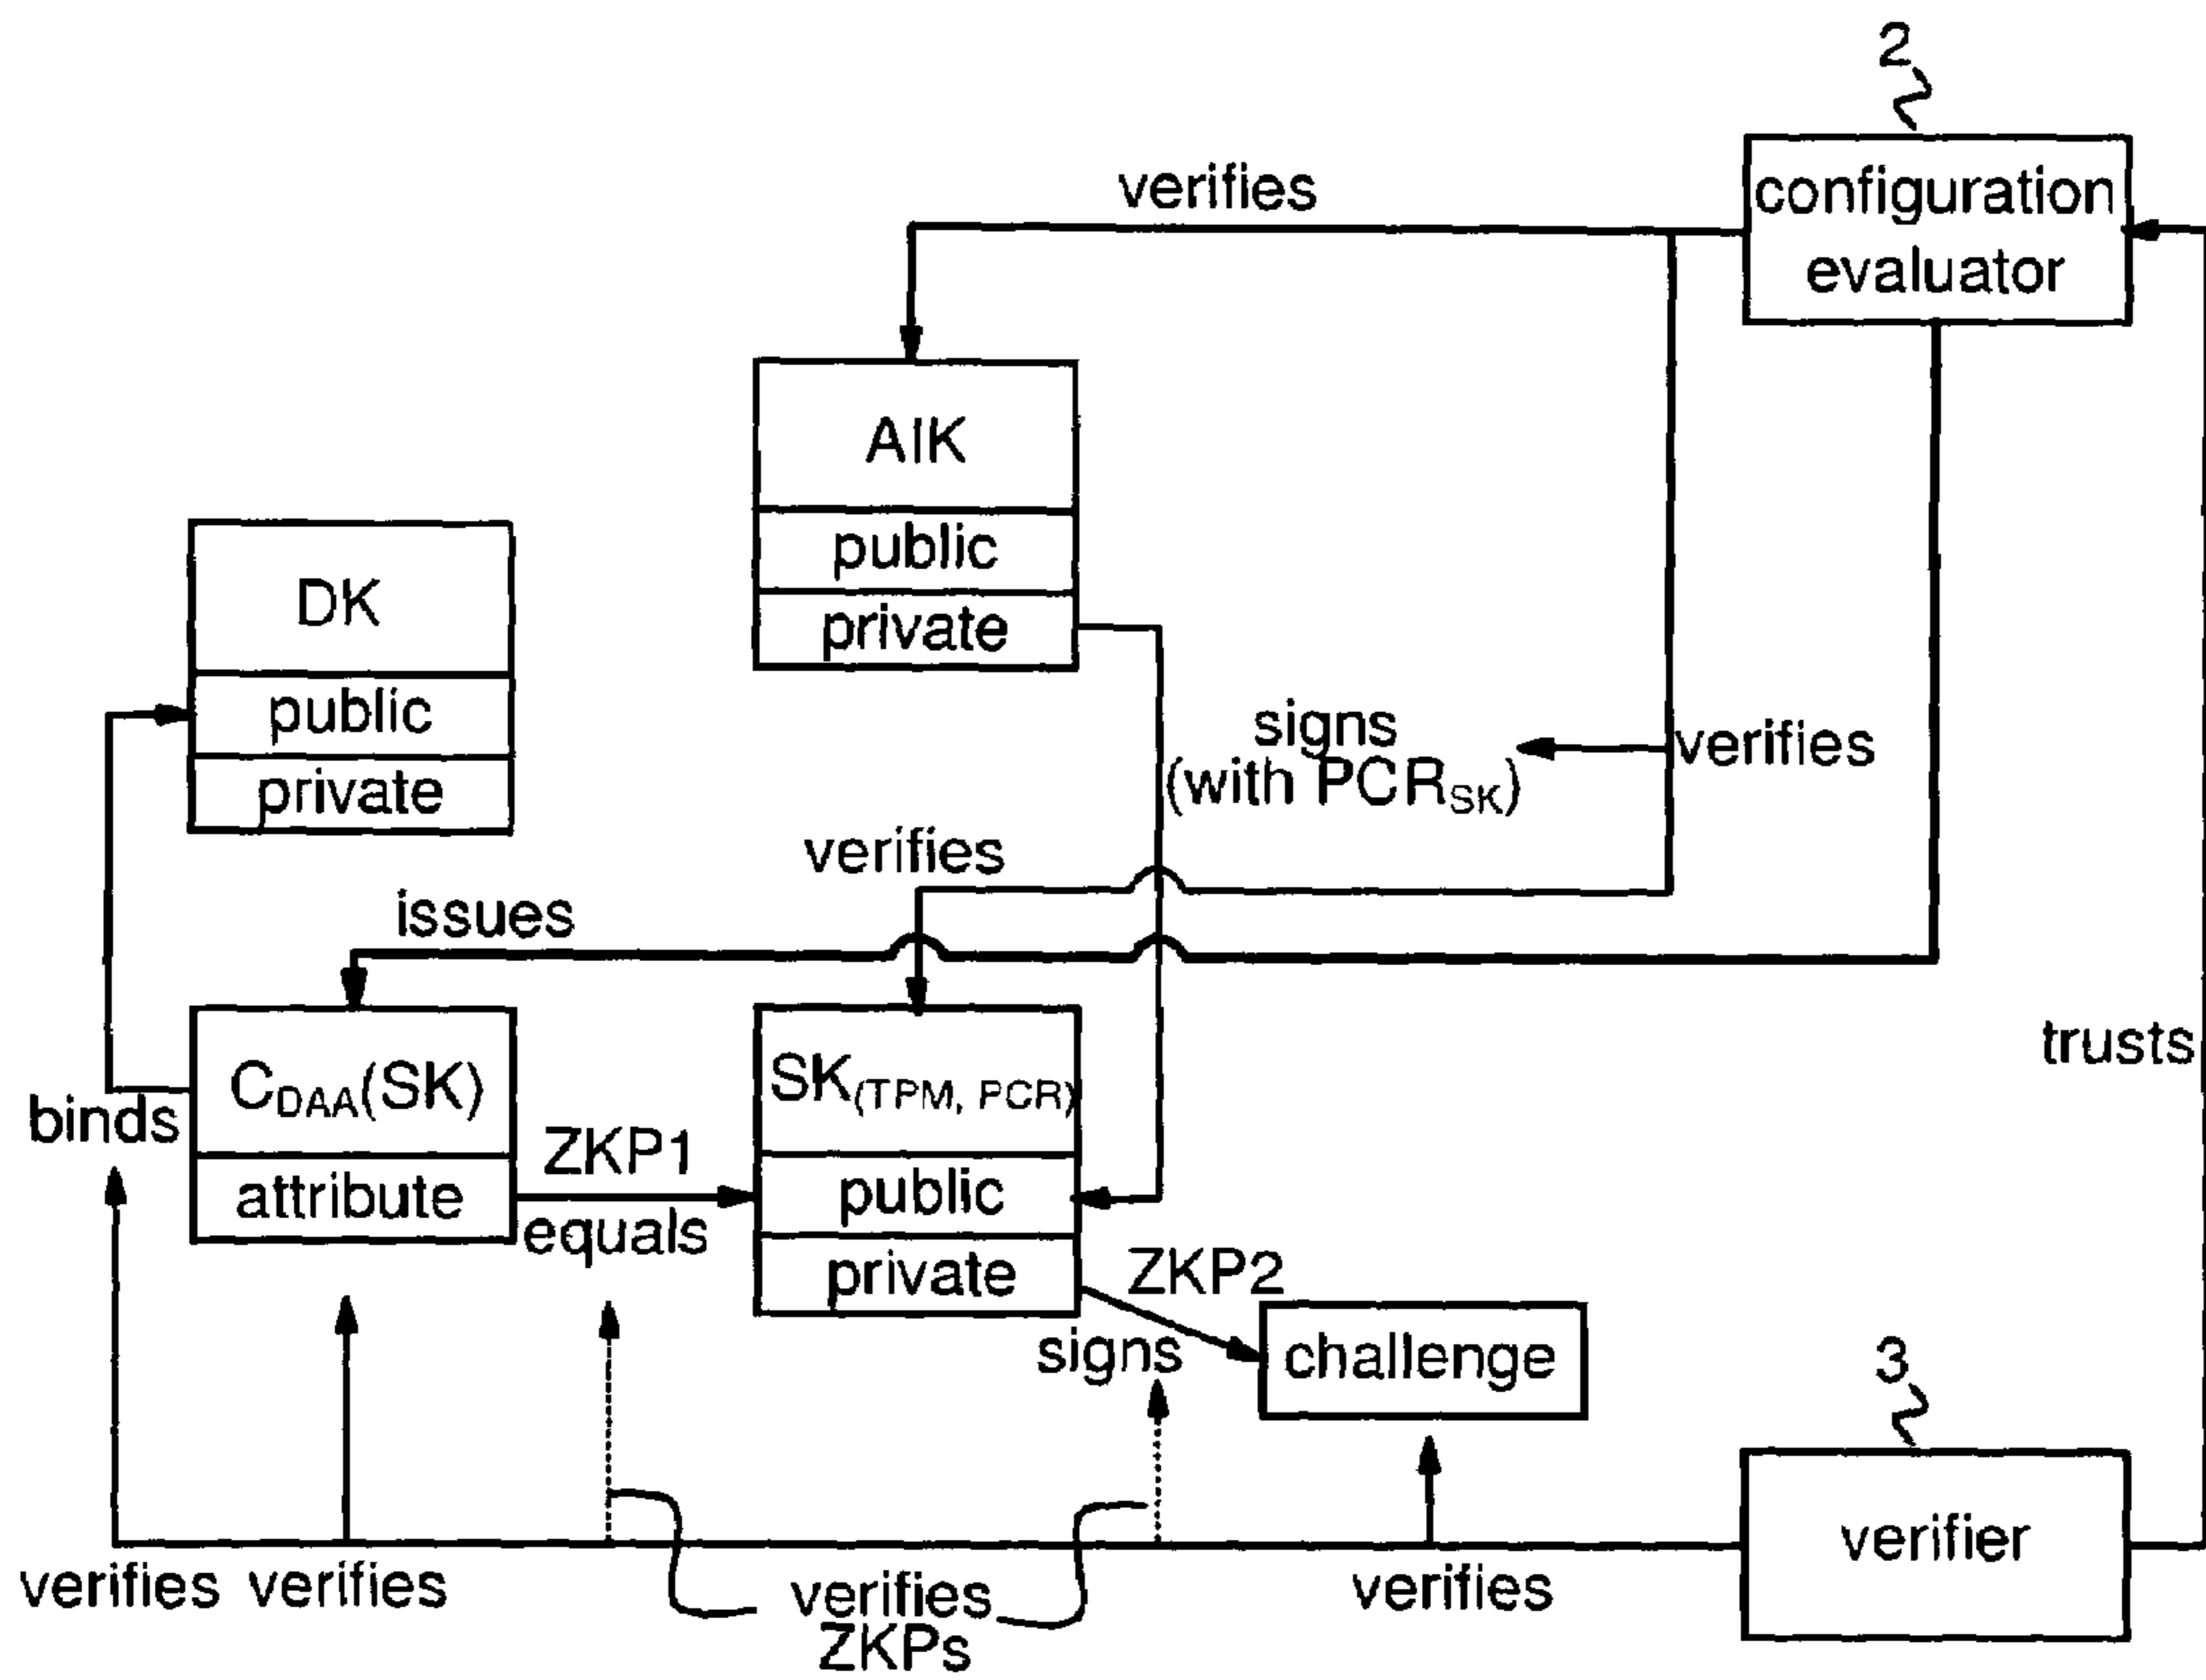 2
configuration
evaluator
verifies
AIK
public
private
DK
public
private
signs
(with PCRSK)
verifies
verifies
issues
trusts
CDAA(SK)
attribute
binds
ZKP1
equals
SK(TPM, PCR)
public
private
ZKP2
signs
challenge
3
verifier
verifies verifies
verifies
ZKPs
verifies